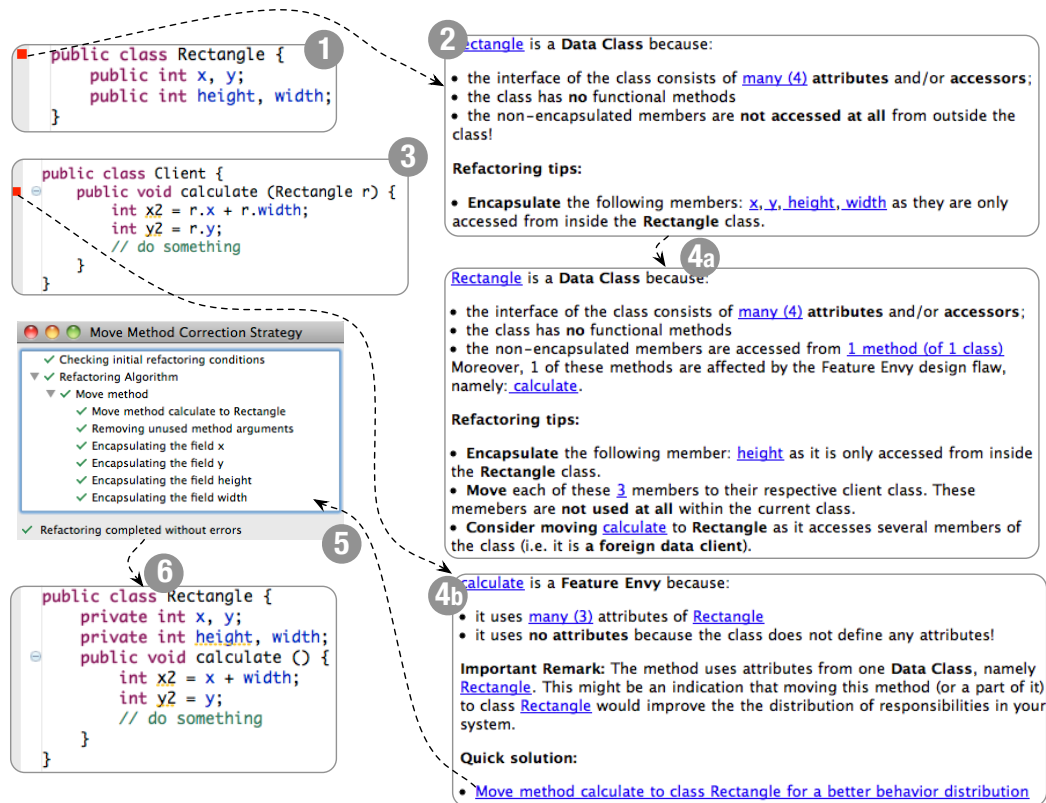 1
public class Rectangle {
public int x, y;
public int height, width;
}
2
Rectangle is a Data Class because:
• the interface of the class consists of many (4) attributes and/or accessors;
• the class has no functional methods
• the non-encapsulated members are not accessed at all from outside the
class!
Refactoring tips:
• Encapsulate the following members: x, y, height, width as they are only
accessed from inside the Rectangle class.
3
public class Client {
public void calculate (Rectangle r) {
int x2 = r.x + r.width;
int y2 = r.y;
// do something
}
}
4a
Rectangle is a Data Class because:
• the interface of the class consists of many (4) attributes and/or accessors;
• the class has no functional methods
• the non-encapsulated members are accessed from 1 method (of 1 class)
Moreover, 1 of these methods are affected by the Feature Envy design flaw,
namely: calculate.
Refactoring tips:
• Encapsulate the following member: height as it is only accessed from inside
the Rectangle class.
• Move each of these 3 members to their respective client class. These
memebers are not used at all within the current class.
• Consider moving calculate to Rectangle as it accesses several members of
the class (i.e. it is a foreign data client).
4b
calculate is a Feature Envy because:
• it uses many (3) attributes of Rectangle
• it uses no attributes because the class does not define any attributes!
Important Remark: The method uses attributes from one Data Class, namely
Rectangle. This might be an indication that moving this method (or a part of it)
to class Rectangle would improve the the distribution of responsibilities in your
system.
Quick solution:
• Move method calculate to class Rectangle for a better behavior distribution
5
Move Method Correction Strategy
✓ Checking initial refactoring conditions
▼ ✓ Refactoring Algorithm
▼ ✓ Move method
✓ Move method calculate to Rectangle
✓ Removing unused method arguments
✓ Encapsulating the field x
✓ Encapsulating the field y
✓ Encapsulating the field height
✓ Encapsulating the field width
✓ Refactoring completed without errors
6
public class Rectangle {
private int x, y;
private int height, width;
public void calculate () {
int x2 = x + width;
int y2 = y;
// do something
}
}